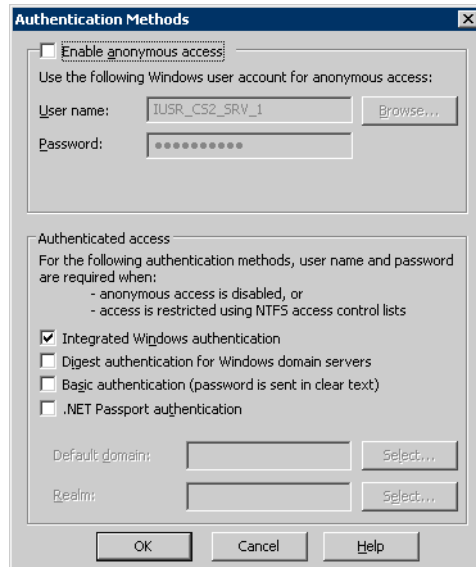 Authentication Methods
Enable anonymous access
Use the following Windows user account for anonymous access:
User name: IUSR_CS2_SRV_1 Browse...
Password: ●●●●●●●●●●
Authenticated access
For the following authentication methods, user name and password
are required when:
- anonymous access is disabled, or
- access is restricted using NTFS access control lists
Integrated Windows authentication
Digest authentication for Windows domain servers
Basic authentication (password is sent in clear text)
.NET Passport authentication
Default domain: Select...
Realm: Select...
OK Cancel Help